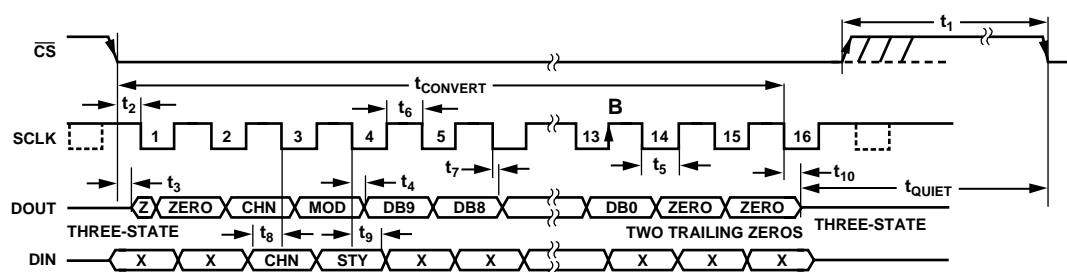 t1
CS
tCONVERT
t2 t6 B
SCLK 1 2 3 4 5 13 14 15 16
t7 t5
t3 t4 t10
tQUIET
DOUT Z ZERO CHN MOD DB9 DB8 DB0 ZERO ZERO
THREE-STATE t8 t9 TWO TRAILING ZEROS THREE-STATE
DIN X X CHN STY X X X X X